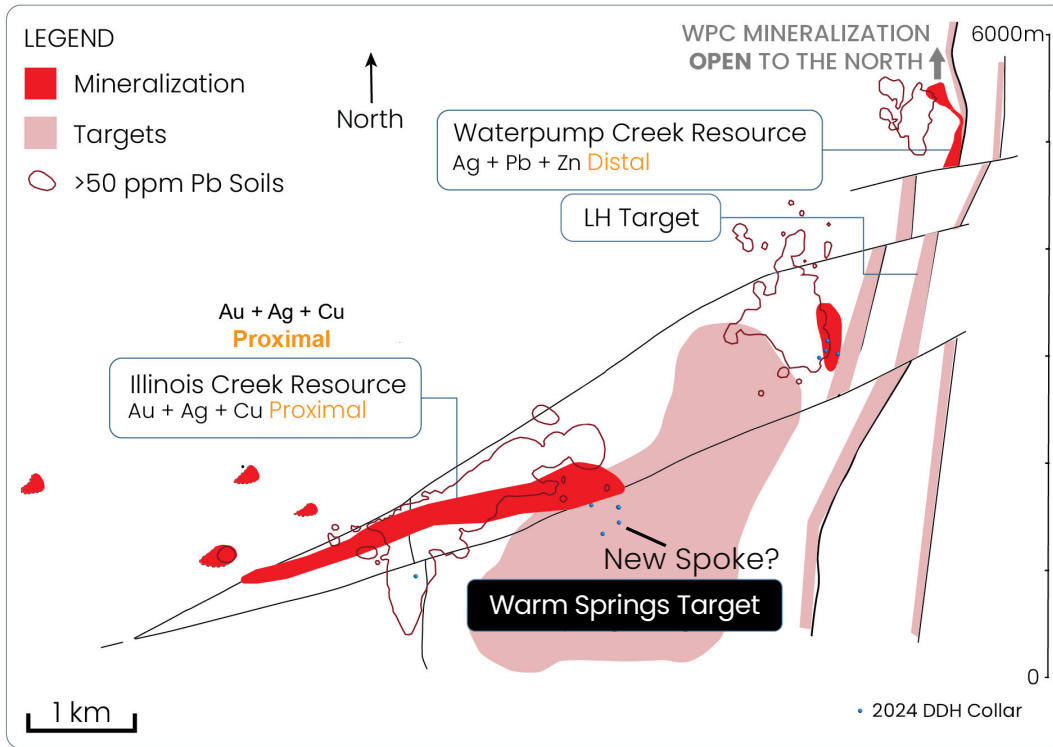 LEGEND
Mineralization
Targets
>50 ppm Pb Soils
North
WPC MINERALIZATION
OPEN TO THE NORTH
6000m
Waterpump Creek Resource
Ag + Pb + Zn Distal
LH Target
Au + Ag + Cu
Proximal
Illinois Creek Resource
Au + Ag + Cu Proximal
New Spoke?
Warm Springs Target
0
1 km
2024 DDH Collar